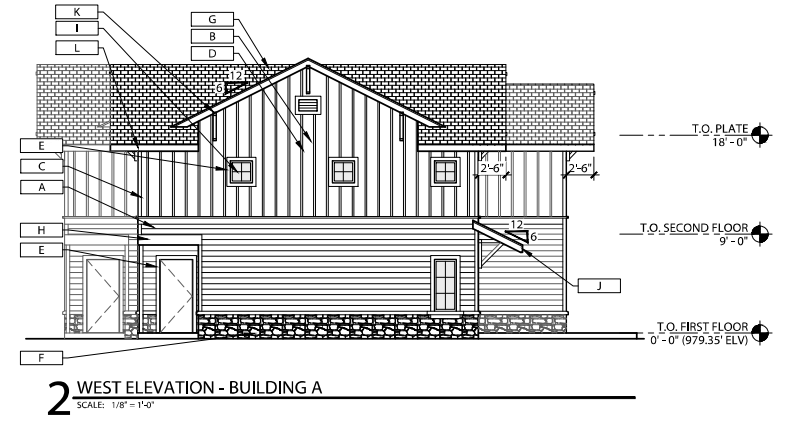 K
G
I
B
L
D
12
6
T.O. PLATE
18' - 0"
E
C
2'-6"
2'-6"
A
H
12
6
T.O. SECOND FLOOR
9' - 0"
E
J
T.O. FIRST FLOOR
0' - 0" (979.35' ELV)
F
2 WEST ELEVATION - BUILDING A
SCALE: 1/8" = 1'-0"